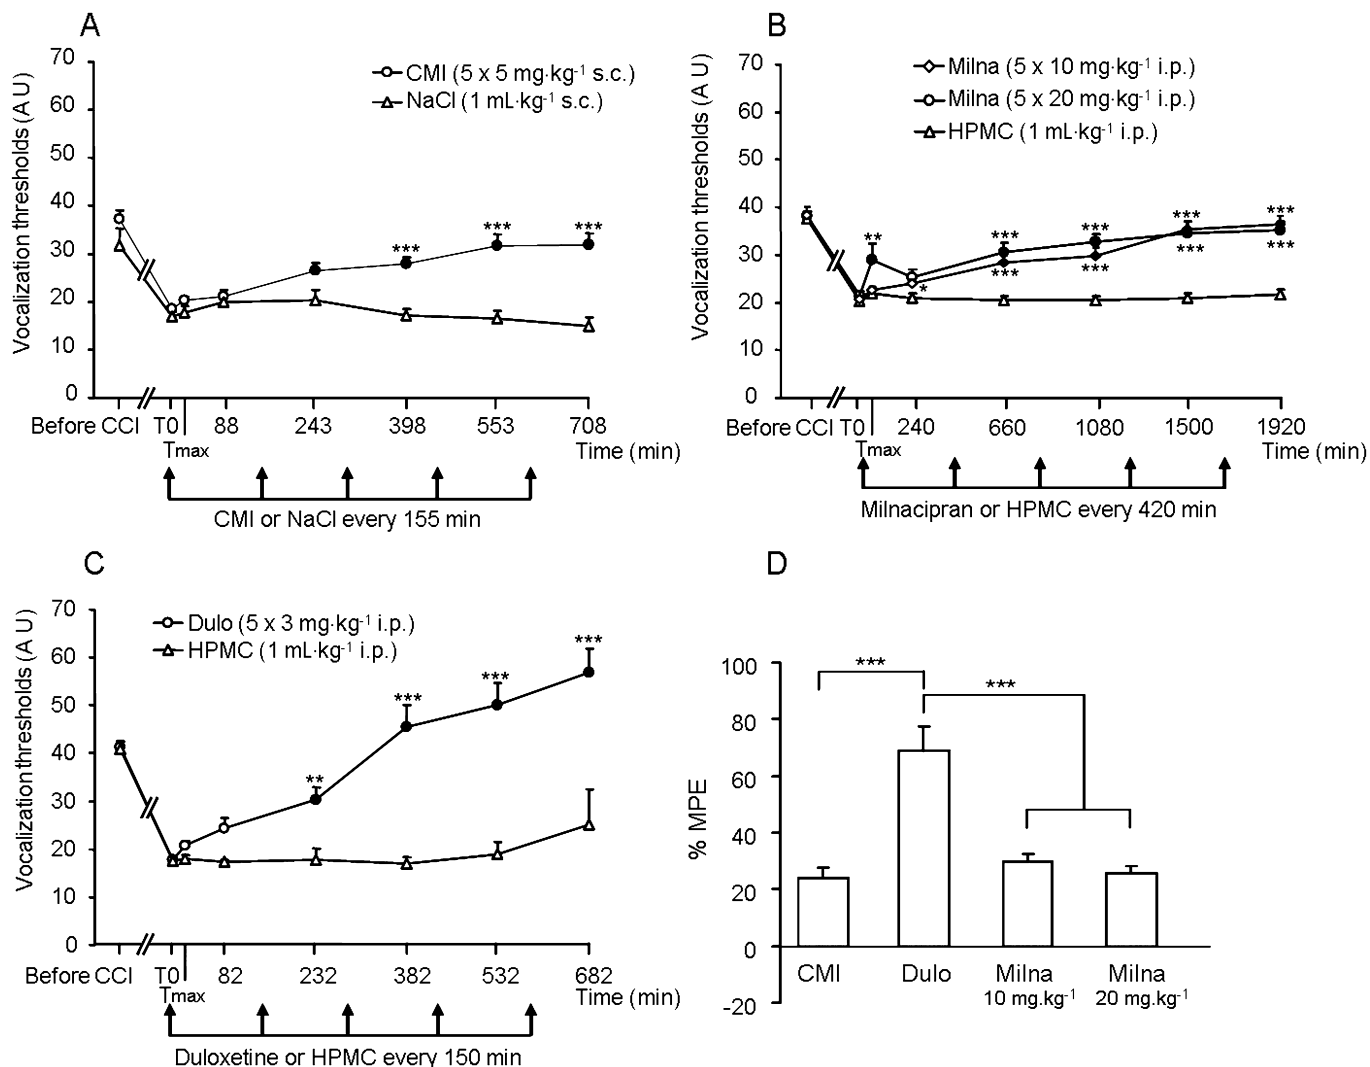 A
70
60
50
40
30
20
10
0
Vocalization thresholds (A U)
CMI (5 x 5 mg·kg⁻¹ s.c.)
NaCl (1 mL·kg⁻¹ s.c.)
*** *** ***
Before CCI T0 88 243 398 553 708
Tmax
Time (min)
CMI or NaCl every 155 min
B
70
60
50
40
30
20
10
0
Vocalization thresholds (A U)
Milna (5 x 10 mg·kg⁻¹ i.p.)
Milna (5 x 20 mg·kg⁻¹ i.p.)
HPMC (1 mL·kg⁻¹ i.p.)
** *** *** *** ***
* *** *** *** ***
Before CCI T0 240 660 1080 1500 1920
Tmax
Time (min)
Milnacipran or HPMC every 420 min
C
70
60
50
40
30
20
10
0
Vocalization thresholds (A U)
Dulo (5 x 3 mg·kg⁻¹ i.p.)
HPMC (1 mL·kg⁻¹ i.p.)
** *** *** ***
Before CCI T0 82 232 382 532 682
Tmax
Time (min)
Duloxetine or HPMC every 150 min
D
100
80
60
40
20
0
-20
% MPE
*** ***
CMI Dulo Milna Milna
10 mg.kg⁻¹ 20 mg.kg⁻¹